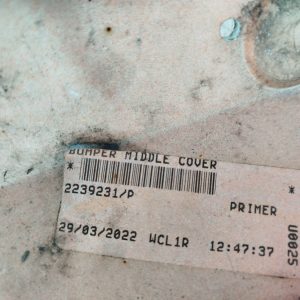 BUMPER MIDDLE COVER
* *
2239231/P
PRIMER
29/03/2022 WCL1R 12:47:37
U0025